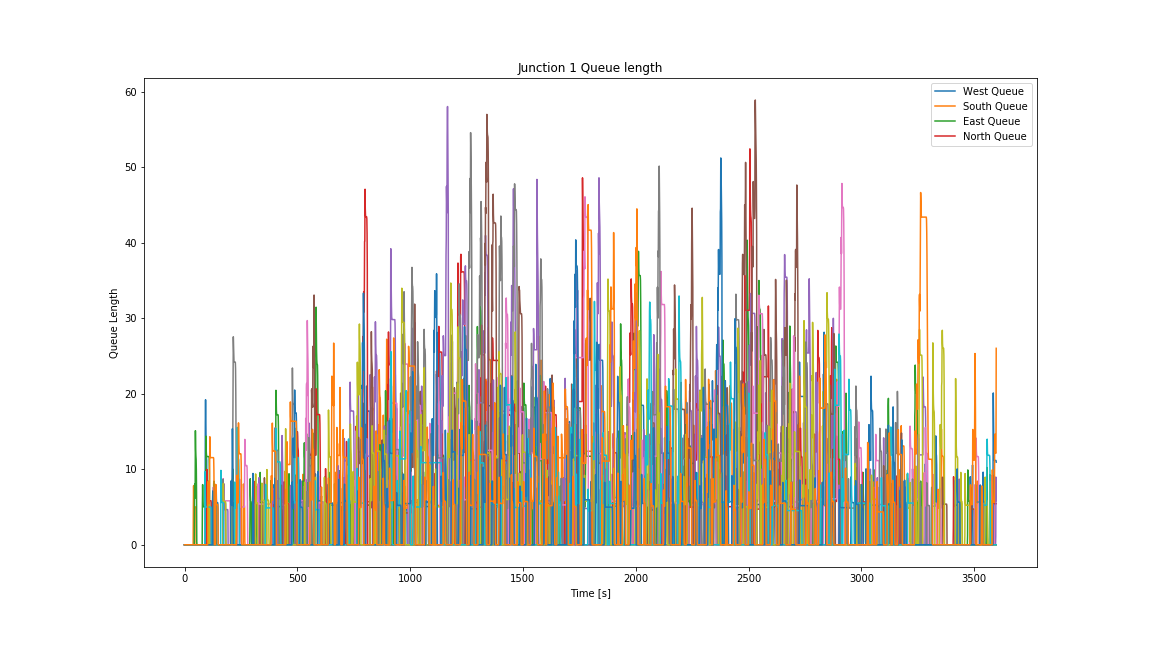 Junction 1 Queue length
60
50
40
30
20
10
0
Queue Length
West Queue
South Queue
East Queue
North Queue
0 500 1000 1500 2000 2500 3000 3500
Time [s]